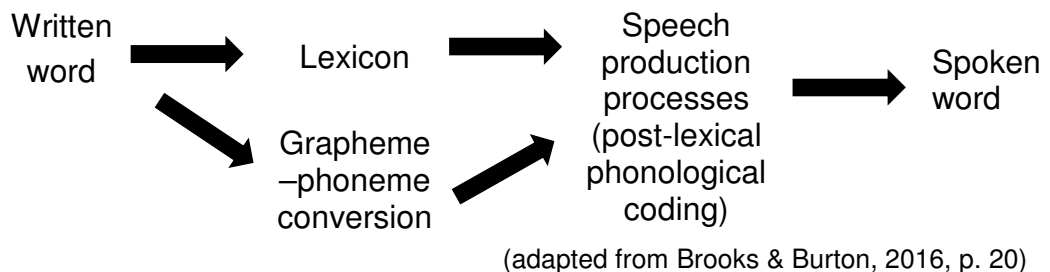 Written
word
Lexicon
Grapheme
–phoneme
conversion
Speech
production
processes
(post-lexical
phonological
coding)
Spoken
word
(adapted from Brooks & Burton, 2016, p. 20)